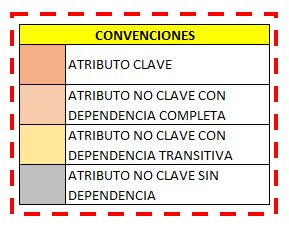 CONVENCIONES
ATRIBUTO CLAVE
ATRIBUTO NO CLAVE CON
DEPENDENCIA COMPLETA
ATRIBUTO NO CLAVE CON
DEPENDENCIA TRANSITIVA
ATRIBUTO NO CLAVE SIN
DEPENDENCIA